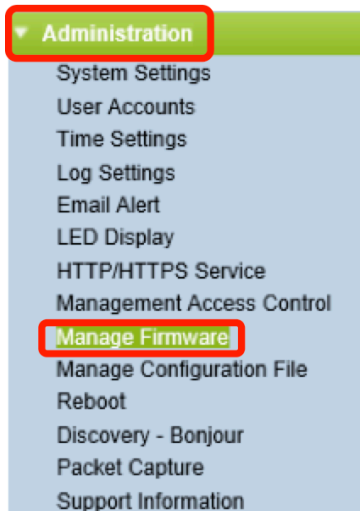 Administration
System Settings
User Accounts
Time Settings
Log Settings
Email Alert
LED Display
HTTP/HTTPS Service
Management Access Control
Manage Firmware
Manage Configuration File
Reboot
Discovery - Bonjour
Packet Capture
Support Information